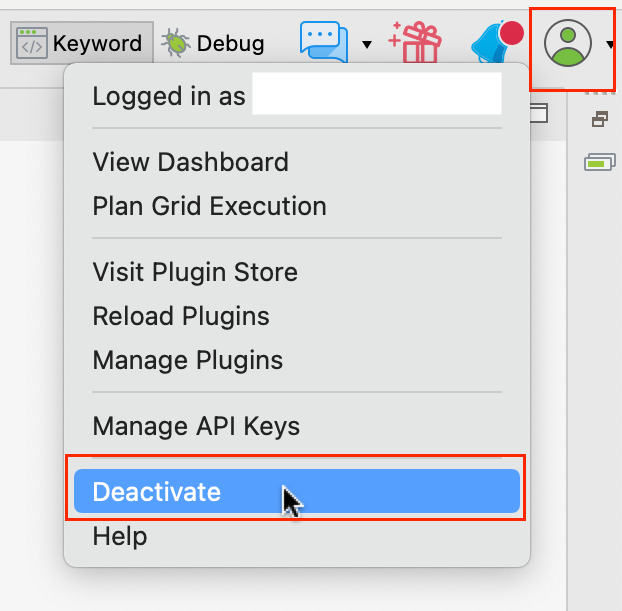 Keyword Debug
Logged in as
View Dashboard
Plan Grid Execution
Visit Plugin Store
Reload Plugins
Manage Plugins
Manage API Keys
Deactivate
Help